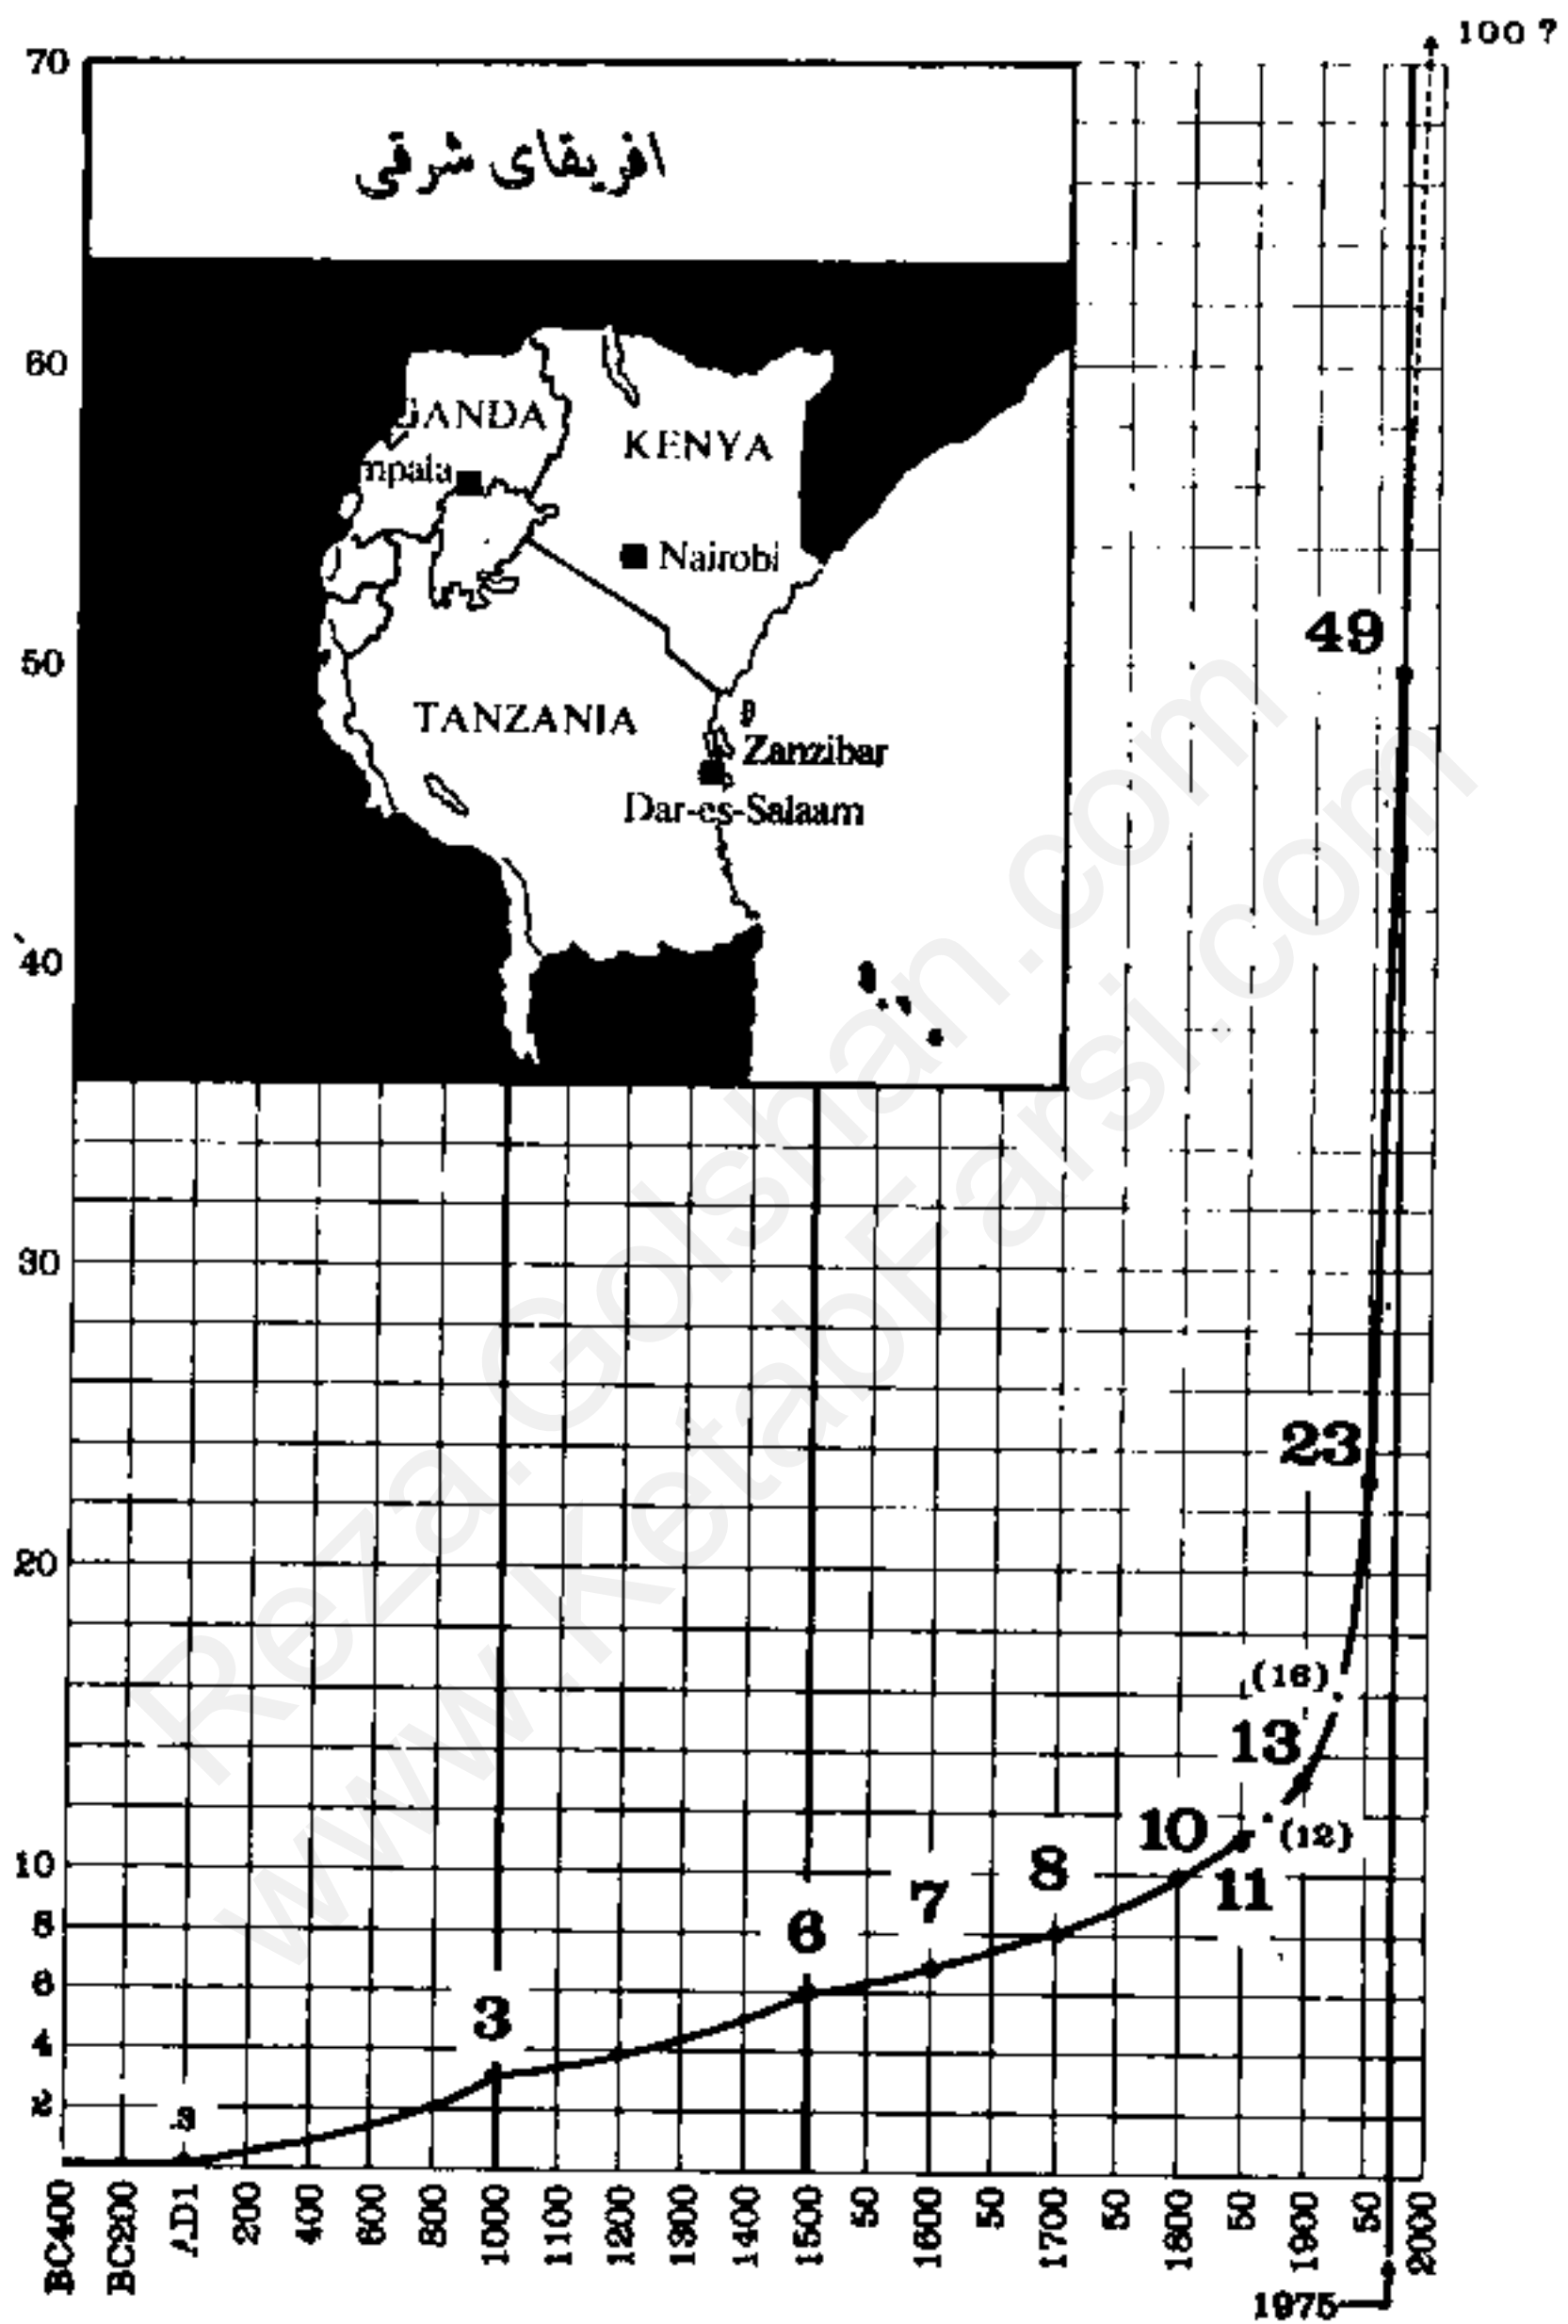 100 ?
70
افریقای شرقی
60
GANDA
KENYA
mpala
Nairobi
49
50
TANZANIA
Zanzibar
Dar-es-Salaam
40
30
23
20
(16)
13
10
(12)
10
11
8
7
8
6
6
3
4
2
BC400 BC200 AD1 200 400 600 800 1000 1100 1200 1300 1400 1500 50 1600 50 1700 50 1800 50 1900 50 2000
1975
Reza.Golshan.com
www.KetabFarsi.com